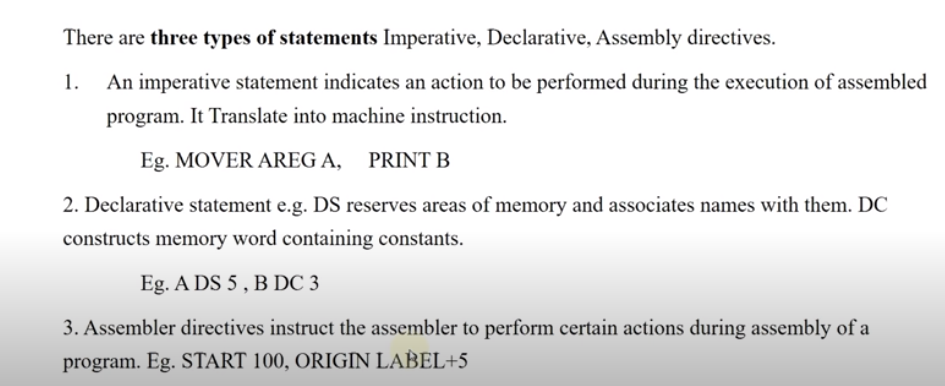 There are three types of statements Imperative, Declarative, Assembly directives.
1. An imperative statement indicates an action to be performed during the execution of assembled
program. It Translate into machine instruction.
Eg. MOVER AREG A, PRINT B
2. Declarative statement e.g. DS reserves areas of memory and associates names with them. DC
constructs memory word containing constants.
Eg. A DS 5 , B DC 3
3. Assembler directives instruct the assembler to perform certain actions during assembly of a
program. Eg. START 100, ORIGIN LABEL+5